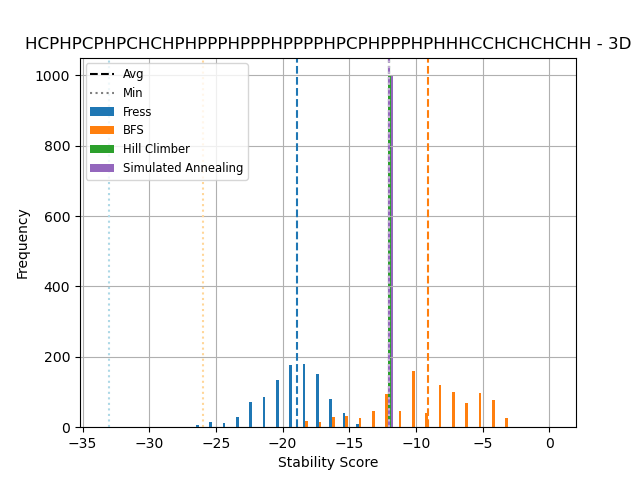 HCPHPCPHPCHCHPHPPPHPPPHPPPPHPCPHPPPHPHHHCCHCHCHCHH - 3D
1000
800
600
400
200
0
Frequency
Avg
Min
Fress
BFS
Hill Climber
Simulated Annealing
−35
−30
−25
−20
−15
−10
−5
0
Stability Score